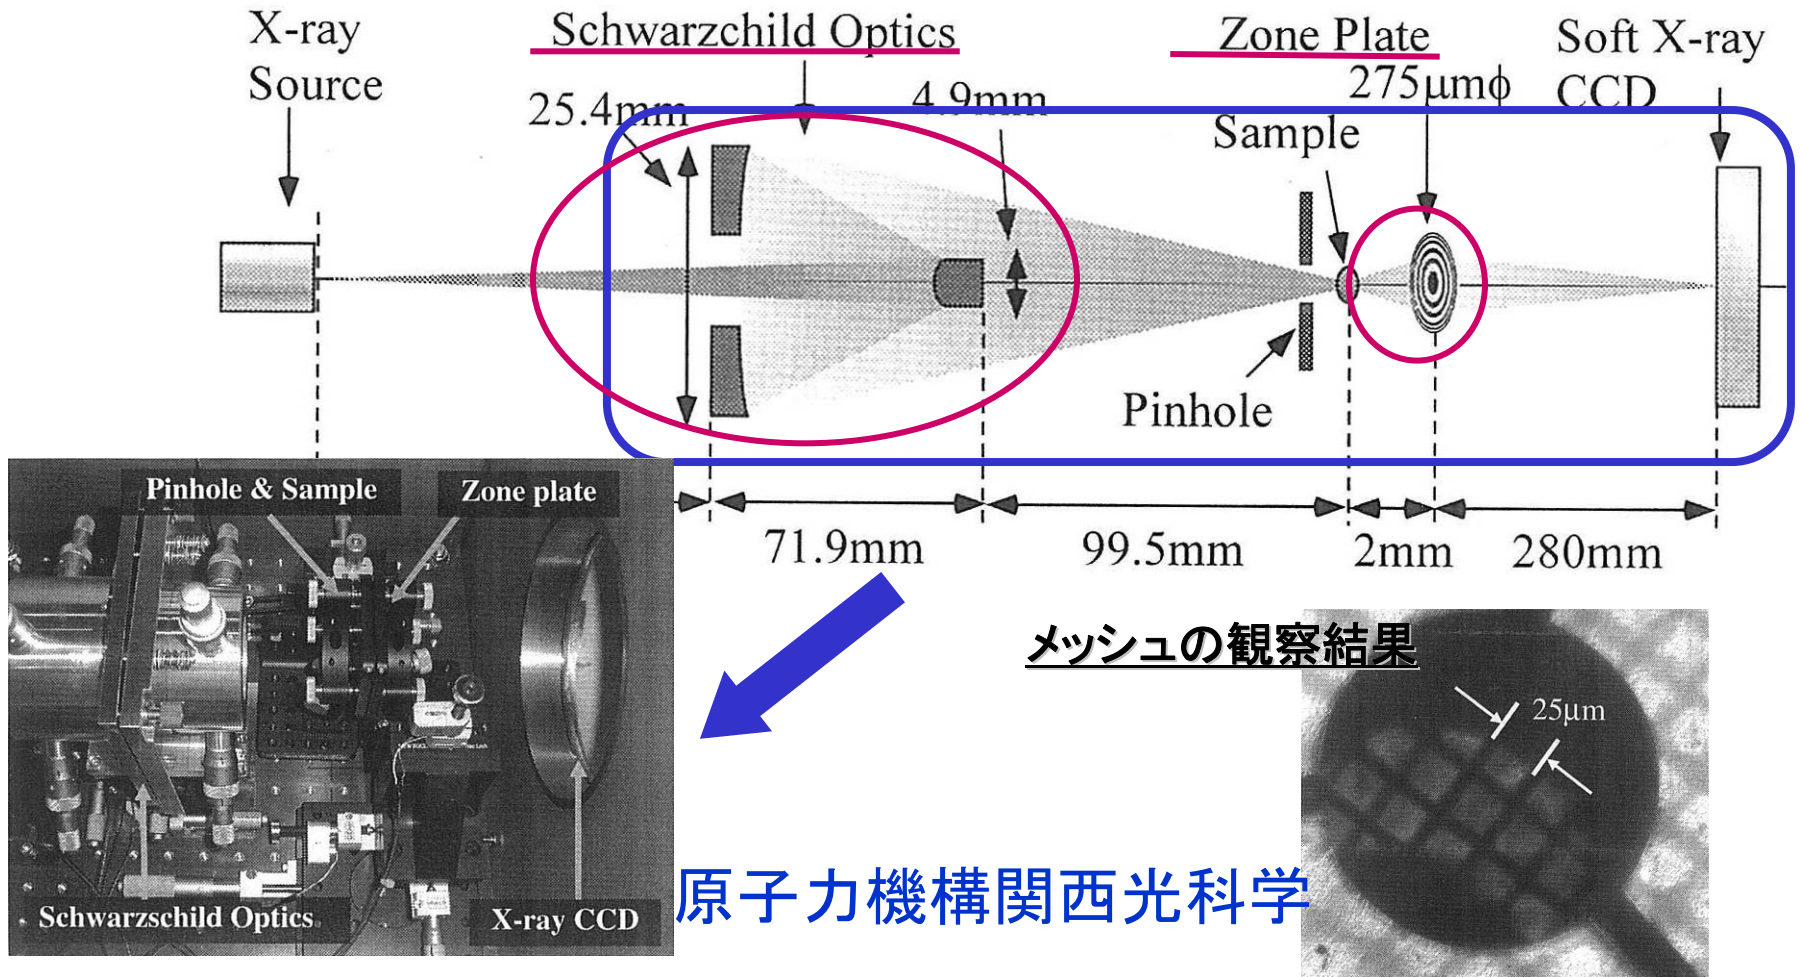 X-ray
Source
Schwarzchild Optics
Zone Plate
Soft X-ray
CCD
25.4mm
4.9mm
275μmϕ
Sample
Pinhole
71.9mm
99.5mm
2mm
280mm
Pinhole & Sample
Zone plate
Schwarzschild Optics
X-ray CCD
メッシュの観察結果
25μm
原子力機構関西光科学